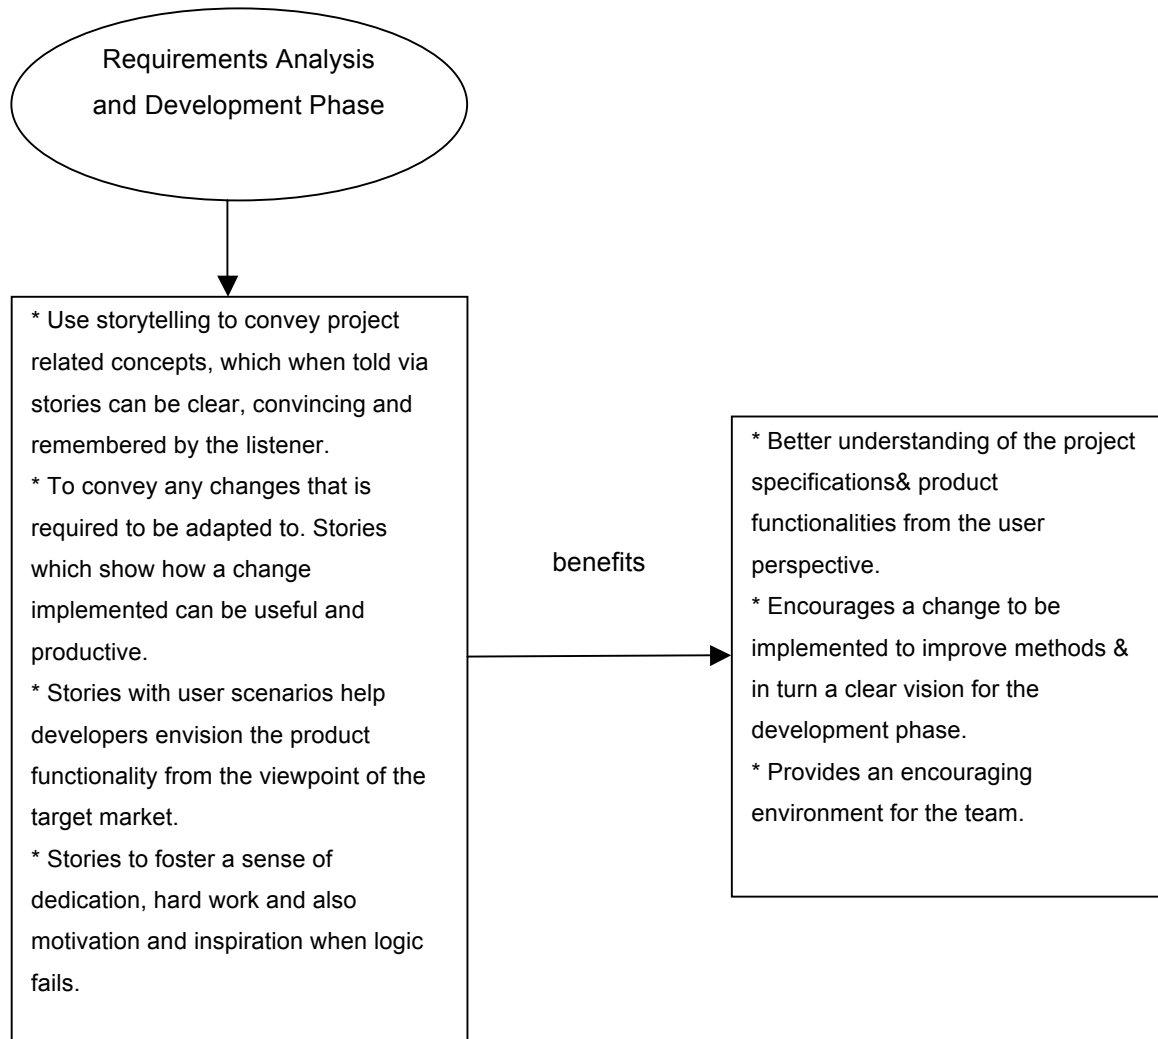 Requirements Analysis
and Development Phase
* Use storytelling to convey project
related concepts, which when told via
stories can be clear, convincing and
remembered by the listener.
* To convey any changes that is
required to be adapted to. Stories
which show how a change
implemented can be useful and
productive.
* Stories with user scenarios help
developers envision the product
functionality from the viewpoint of the
target market.
* Stories to foster a sense of
dedication, hard work and also
motivation and inspiration when logic
fails.
benefits
* Better understanding of the project
specifications& product
functionalities from the user
perspective.
* Encourages a change to be
implemented to improve methods &
in turn a clear vision for the
development phase.
* Provides an encouraging
environment for the team.